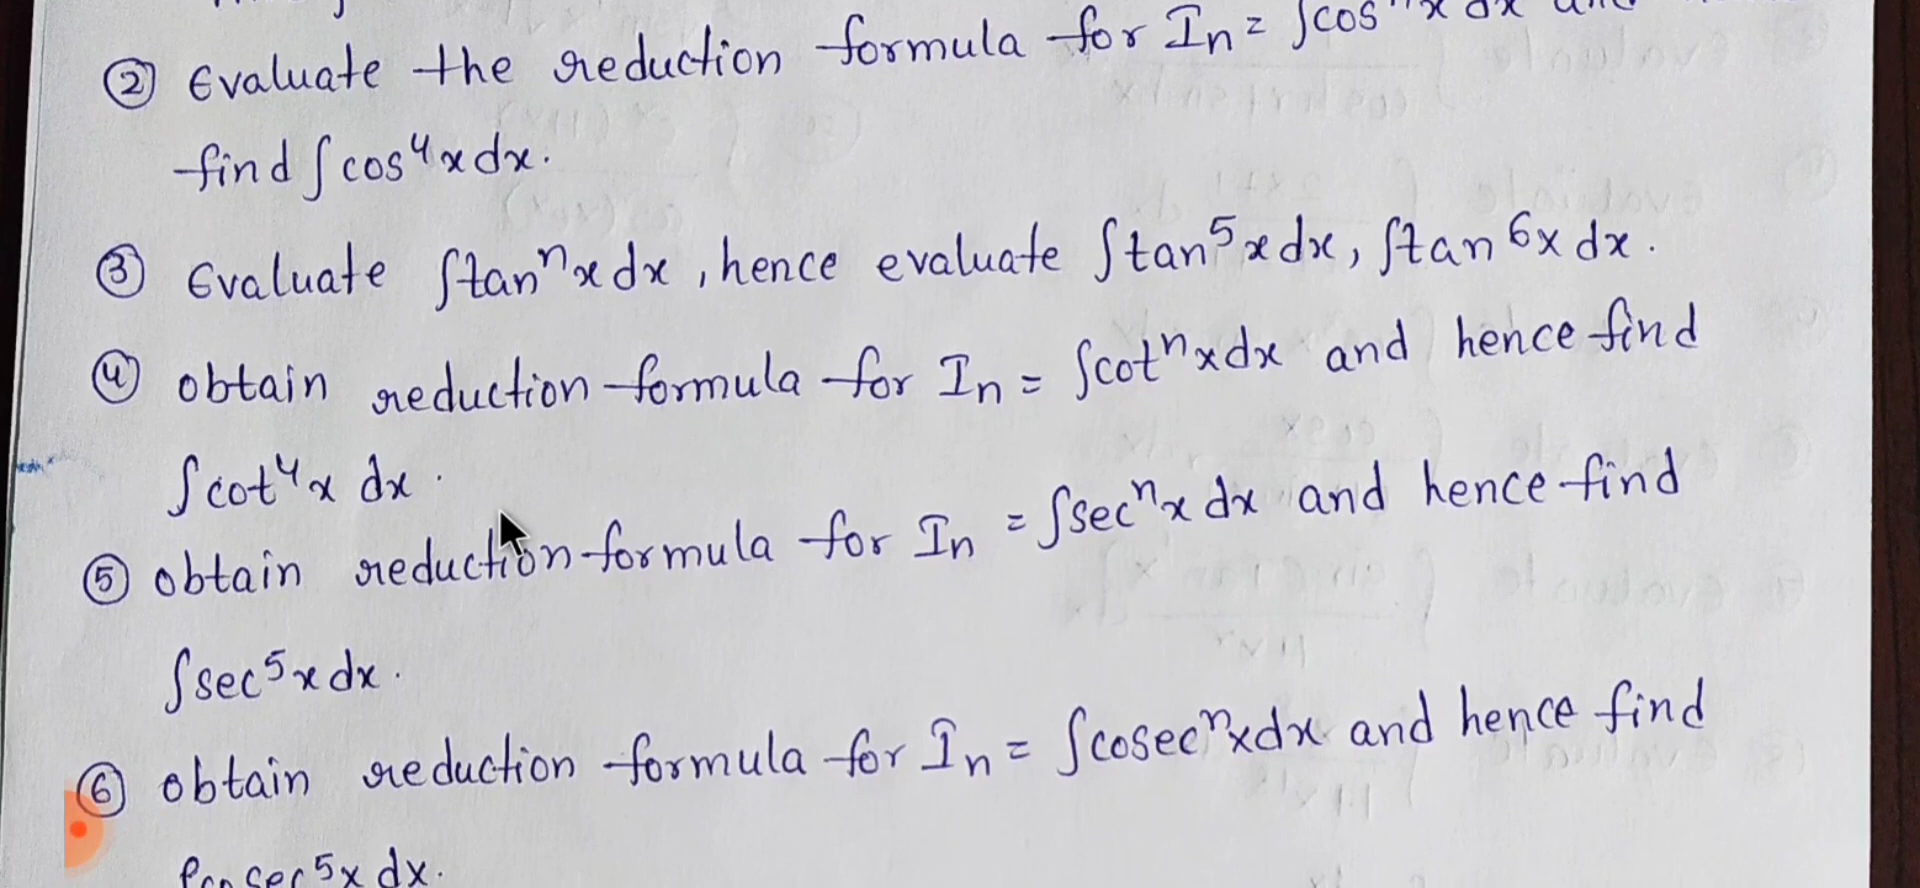 ② Evaluate the reduction formula for In = ∫cosⁿx dx
find ∫cos⁴x dx.
③ Evaluate ∫tanⁿx dx, hence evaluate ∫tan⁵x dx, ∫tan⁶x dx.
④ obtain reduction formula for In = ∫cotⁿx dx and hence find
∫cot⁴x dx.
⑤ obtain reduction formula for In = ∫secⁿx dx and hence find
∫sec⁵x dx.
⑥ obtain reduction formula for In = ∫cosecⁿx dx and hence find
∫cosec⁵x dx.